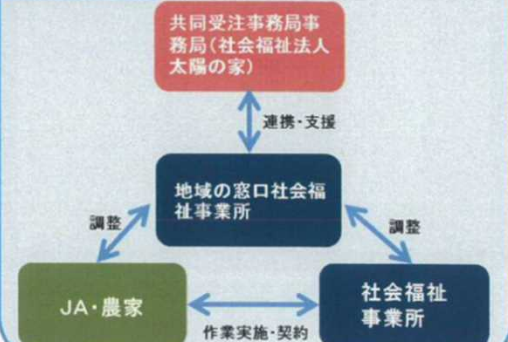 共同受注事務局事
務局(社会福祉法人
太陽の家)
連携・支援
地域の窓口社会福
祉事業所
調整
調整
JA・農家
社会福祉
事業所
作業実施・契約